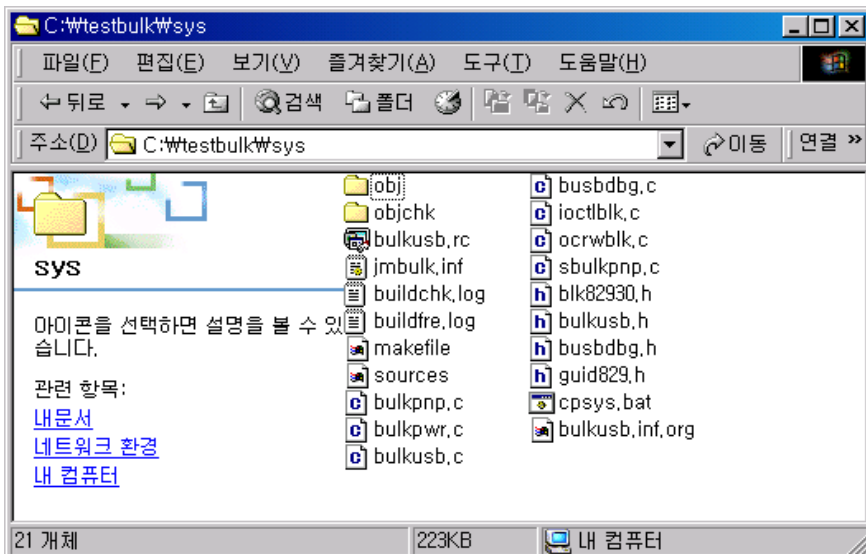 C:₩testbulk₩sys
파일(F) 편집(E) 보기(V) 즐겨찾기(A) 도구(T) 도움말(H)
뒤로 검색 폴더
주소(D) C:₩testbulk₩sys 이동 연결 »
sys
아이콘을 선택하면 설명을 볼 수 있
습니다.
관련 항목:
내문서
네트워크 환경
내 컴퓨터
obj
objchk
bulkusb.rc
jmbulk.inf
buildchk.log
buildfre.log
makefile
sources
bulkpnp.c
bulkpwr.c
bulkusb.c
busbdbg.c
ioctlblk.c
ocrwblk.c
sbulkpnp.c
blk82930.h
bulkusb.h
busbdbg.h
guid829.h
cpsys.bat
bulkusb.inf.org
21 개체 223KB 내 컴퓨터